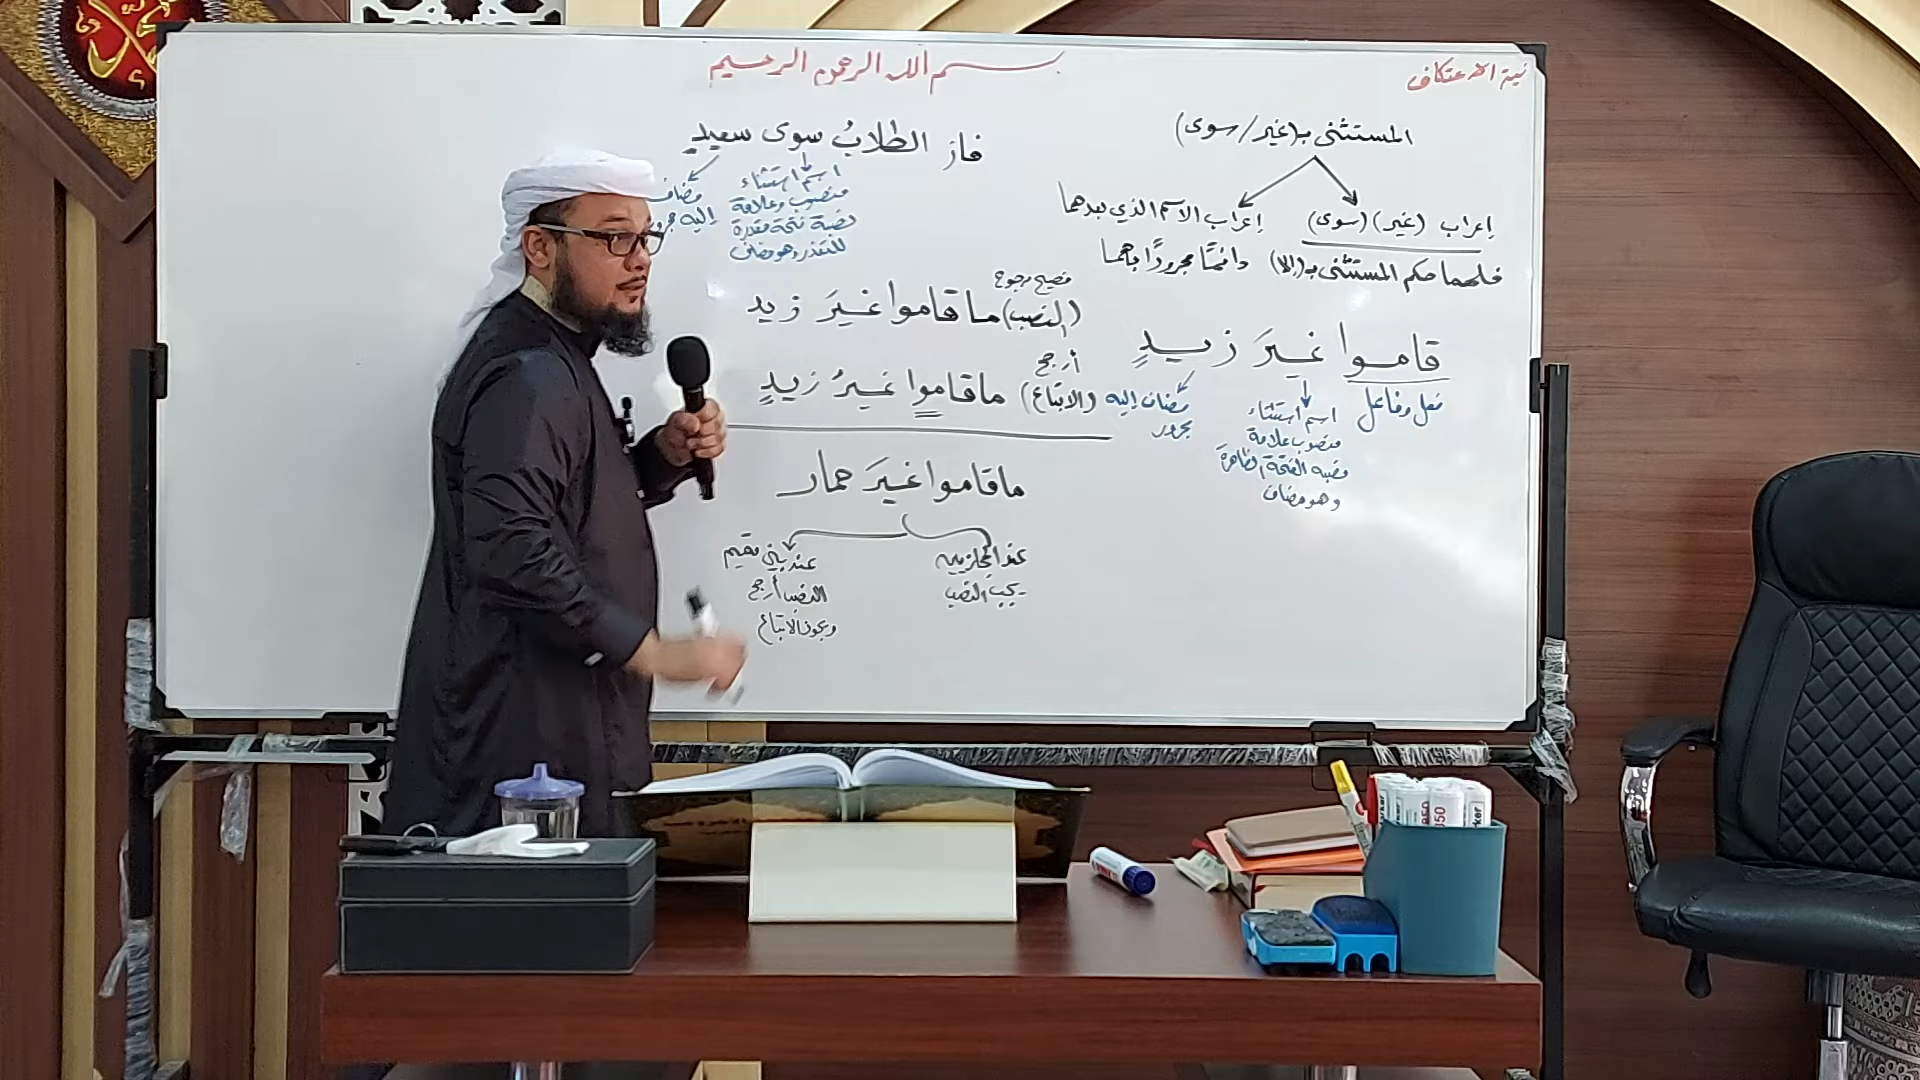 نية الاعتكاف
بسم الله الرحمن الرحيم
المستثنى بـ(غير/سوى)
إعراب (غير) (سوى)
إعراب الاسم الذي بعدهما
فلهما حكم المستثنى بـ(إلا)
دائمًا مجرورًا بهما
قاموا غيرَ زيدٍ
فعل وفاعل
اسم استثناء
منصوب علامة
نصبه الفتحة الظاهرة
وهو مضاف
مضاف إليه
مجرور
فاز الطلابُ سوى سعيدٍ
اسم استثناء
منصوب وعلامة
نصبه فتحة مقدرة
للتعذر وهو مضاف
مضاف
إليه
فصيح مرجوح
(النصب) ما قاموا غيرَ زيد
أرجح
(الاتباع) ما قاموا غيرُ زيدٍ
ما قاموا غيرَ حمار
عند الحجازيين
يجب النصب
عند بني تميم
النصب أرجح
ويجوز الاتباع